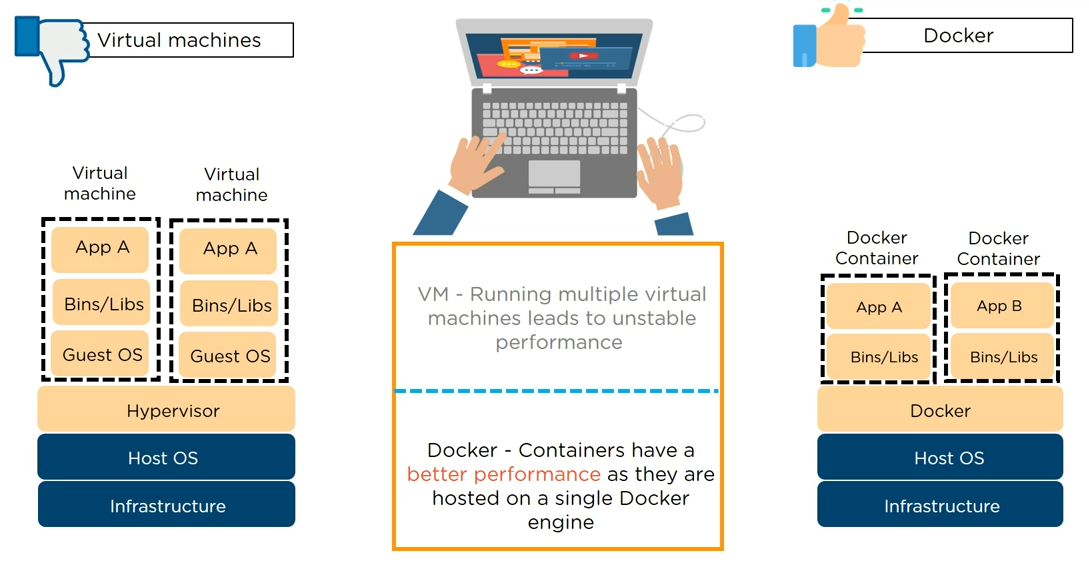 Virtual machines
Docker
Virtual
machine
Virtual
machine
App A
Bins/Libs
Guest OS
App A
Bins/Libs
Guest OS
Hypervisor
Host OS
Infrastructure
VM - Running multiple virtual
machines leads to unstable
performance
Docker - Containers have a
better performance as they are
hosted on a single Docker
engine
Docker
Container
Docker
Container
App A
Bins/Libs
App B
Bins/Libs
Docker
Host OS
Infrastructure